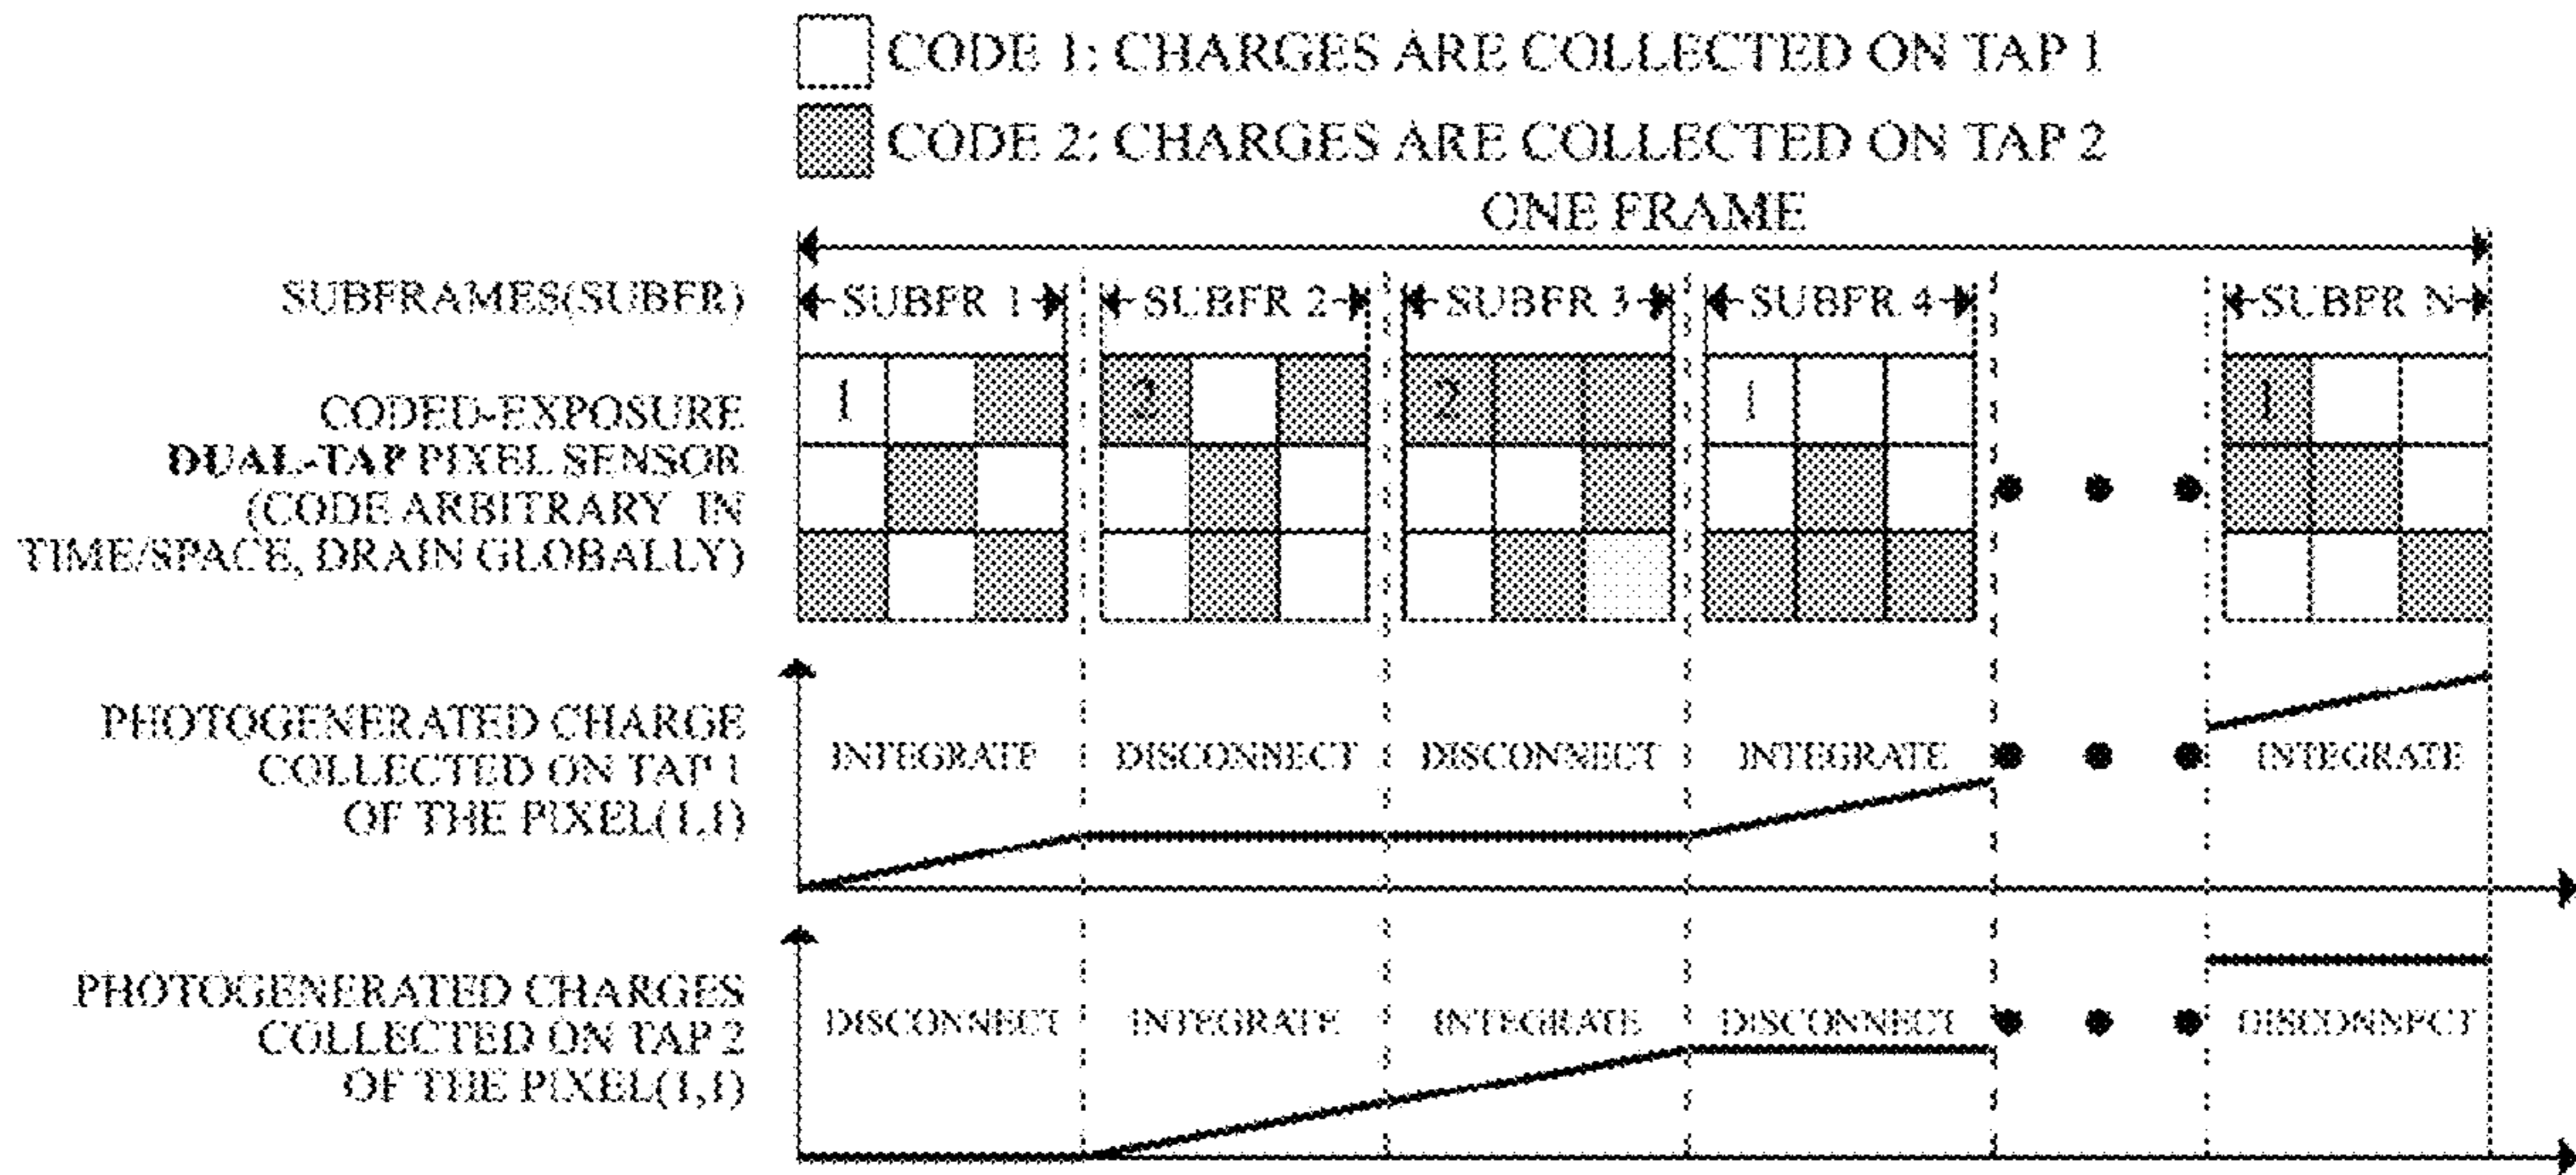 CODE 1: CHARGES ARE COLLECTED ON TAP 1
CODE 2: CHARGES ARE COLLECTED ON TAP 2
ONE FRAME
SUBFRAMES(SUBFR)
SUBFR 1
SUBFR 2
SUBFR 3
SUBFR 4
SUBFR N
CODED-EXPOSURE
DUAL-TAP PIXEL SENSOR
(CODE ARBITRARY IN
TIME/SPACE, DRAIN GLOBALLY)
1
2
2
1
1
PHOTOGENERATED CHARGE
COLLECTED ON TAP 1
OF THE PIXEL(1,1)
INTEGRATE
DISCONNECT
DISCONNECT
INTEGRATE
INTEGRATE
PHOTOGENERATED CHARGES
COLLECTED ON TAP 2
OF THE PIXEL(1,1)
DISCONNECT
INTEGRATE
INTEGRATE
DISCONNECT
DISCONNECT